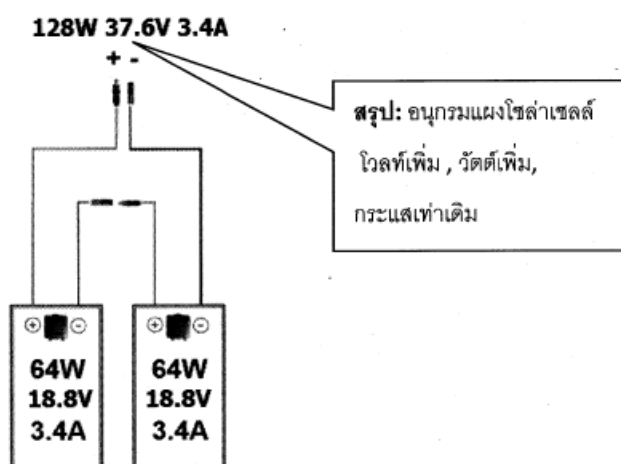 128W 37.6V 3.4A
+ -
สรุป: อนุกรมแผงโซล่าเซลล์
โวลท์เพิ่ม , วัตต์เพิ่ม,
กระแสเท่าเดิม
+ - + -
64W 64W
18.8V 18.8V
3.4A 3.4A